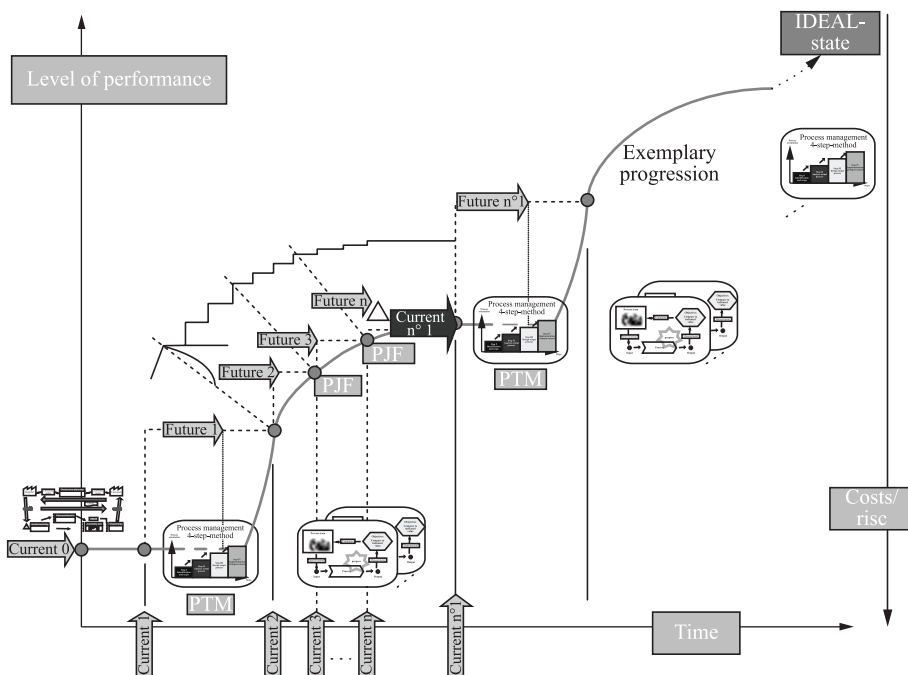 IDEAL-
state
Level of performance
Exemplary
progression
Process management
4-step-method
Future n°1
Future n
Current
n° 1
Process management
4-step-method
Future 3
PJF
Future 2
PJF
PTM
Future 1
Costs/
risc
Process management
4-step-method
Current 0
PTM
Time
Current 1
Current 2
Current 3
....
Current n
Current n°1